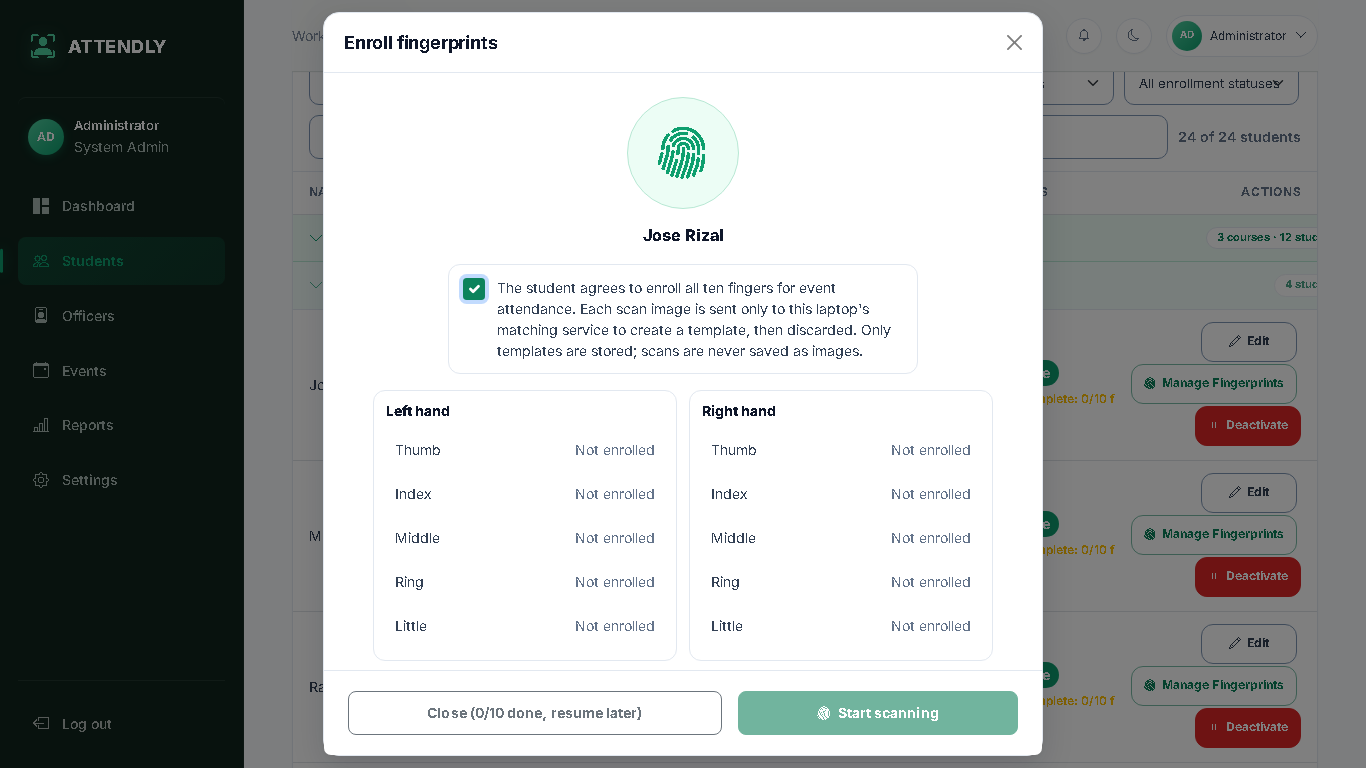 ATTENDLY
AD
Administrator
System Admin
Dashboard
Students
Officers
Events
Reports
Settings
Log out
AD
Administrator
All enrollment statuses
24 of 24 students
ACTIONS
3 courses · 12 stud
4 stud
Edit
Manage Fingerprints
Deactivate
Edit
Manage Fingerprints
Deactivate
Edit
Manage Fingerprints
Deactivate
Enroll fingerprints
Jose Rizal
The student agrees to enroll all ten fingers for event
attendance. Each scan image is sent only to this laptop's
matching service to create a template, then discarded. Only
templates are stored; scans are never saved as images.
Left hand
Thumb Not enrolled
Index Not enrolled
Middle Not enrolled
Ring Not enrolled
Little Not enrolled
Right hand
Thumb Not enrolled
Index Not enrolled
Middle Not enrolled
Ring Not enrolled
Little Not enrolled
Close (0/10 done, resume later)
Start scanning